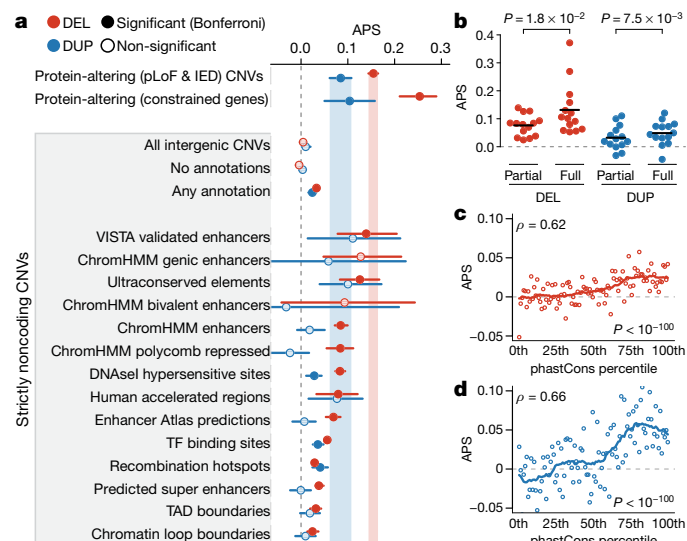 a
DEL
Significant (Bonferroni)
DUP
Non-significant
APS
0.0 0.1 0.2 0.3
Protein-altering (pLoF & IED) CNVs
Protein-altering (constrained genes)
Strictly noncoding CNVs
All intergenic CNVs
No annotations
Any annotation
VISTA validated enhancers
ChromHMM genic enhancers
Ultraconserved elements
ChromHMM bivalent enhancers
ChromHMM enhancers
ChromHMM polycomb repressed
DNAseI hypersensitive sites
Human accelerated regions
Enhancer Atlas predictions
TF binding sites
Recombination hotspots
Predicted super enhancers
TAD boundaries
Chromatin loop boundaries
b
P = 1.8 × 10⁻²
P = 7.5 × 10⁻³
APS
0.4
0.3
0.2
0.1
0.0
Partial Full Partial Full
DEL DUP
c
APS
0.10
0.05
0
−0.05
ρ = 0.62
P < 10⁻¹⁰⁰
0th 25th 50th 75th 100th
phastCons percentile
d
APS
0.10
0.05
0
−0.05
ρ = 0.66
P < 10⁻¹⁰⁰
0th 25th 50th 75th 100th
phastCons percentile